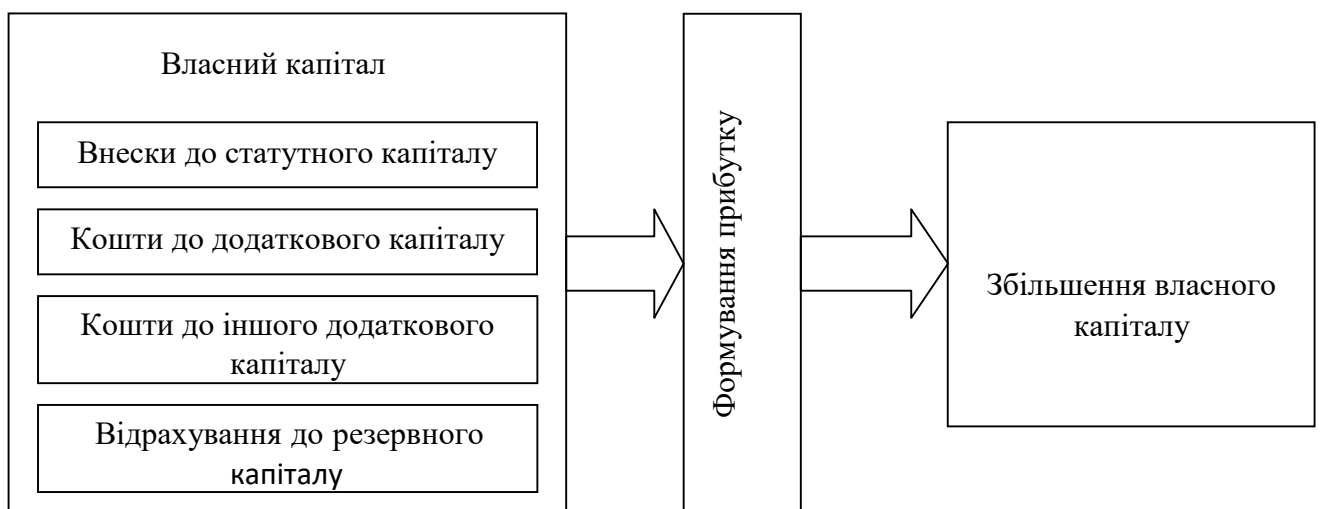 Власний капітал
Внески до статутного капіталу
Кошти до додаткового капіталу
Кошти до іншого додаткового
капіталу
Відрахування до резервного
капіталу
Формування прибутку
Збільшення власного
капіталу